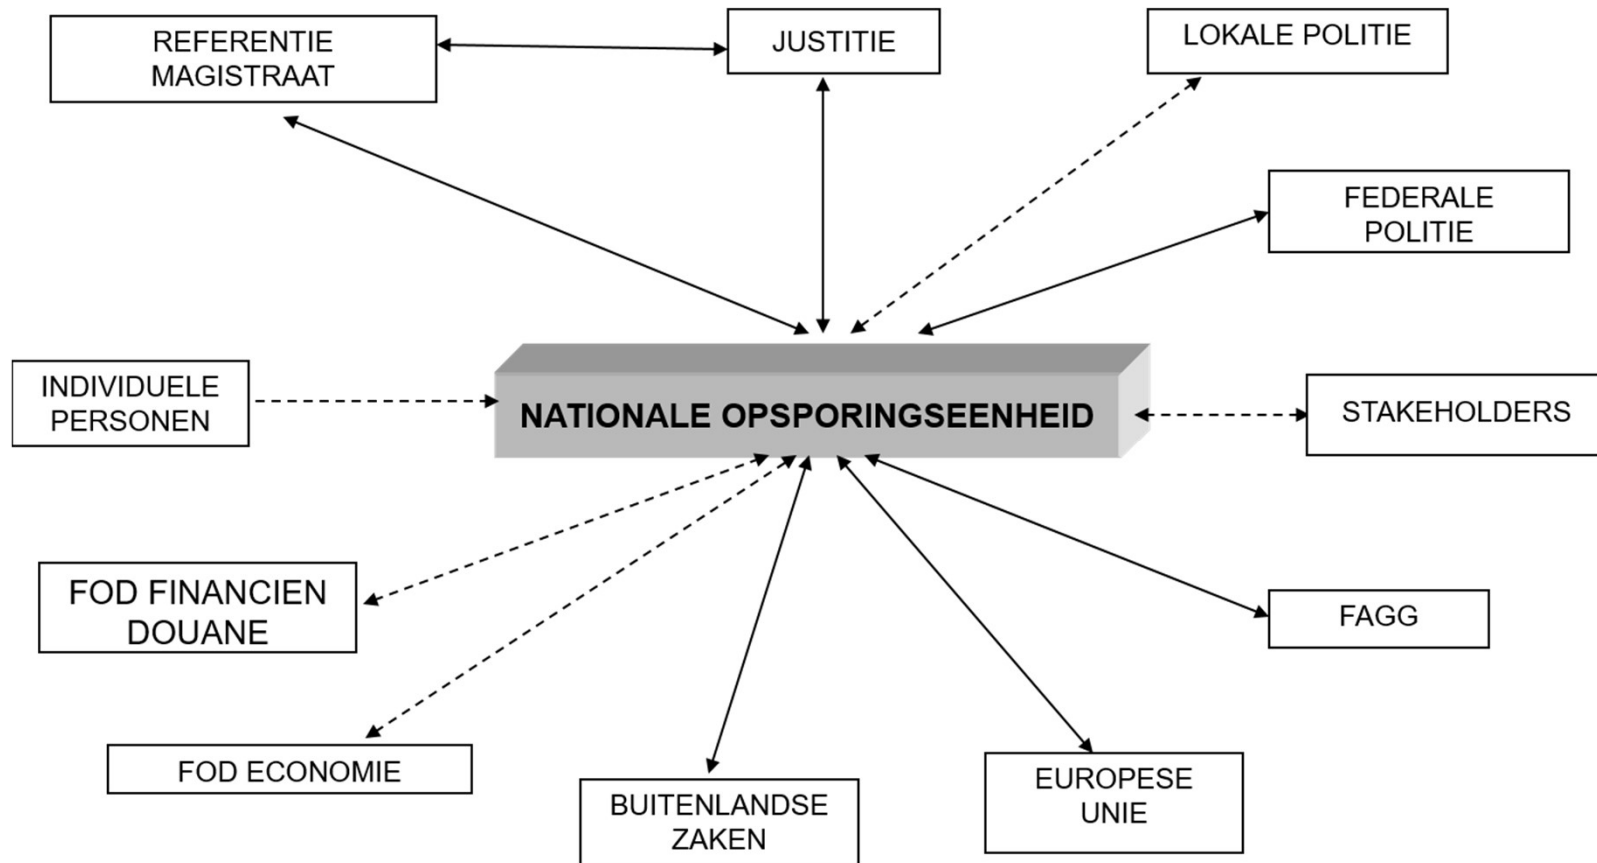 REFERENTIE
MAGISTRAAT
JUSTITIE
LOKALE POLITIE
FEDERALE
POLITIE
INDIVIDUELE
PERSONEN
NATIONALE OPSPORINGSEENHEID
STAKEHOLDERS
FOD FINANCIEN
DOUANE
FAGG
FOD ECONOMIE
BUITENLANDSE
ZAKEN
EUROPESE
UNIE